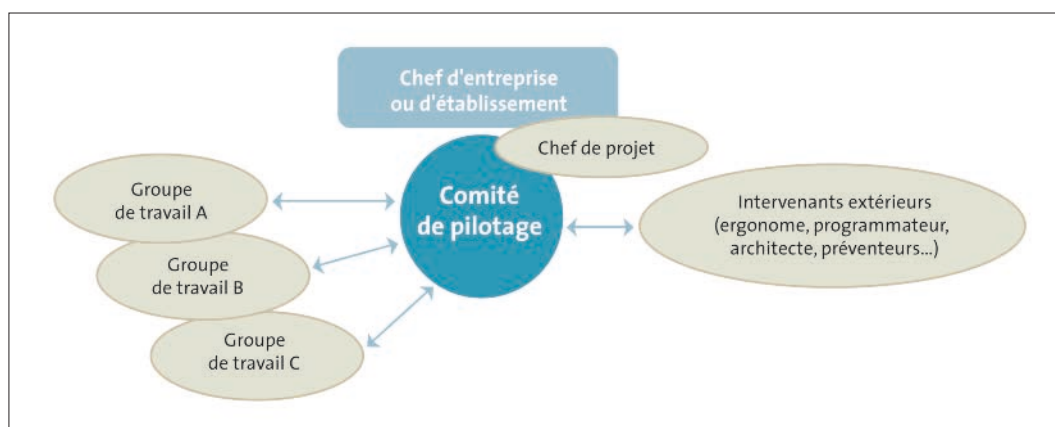 Chef d'entreprise
ou d'établissement
Chef de projet
Comité
de pilotage
Groupe
de travail A
Groupe
de travail B
Groupe
de travail C
Intervenants extérieurs
(ergonome, programmateur,
architecte, préventeurs...)